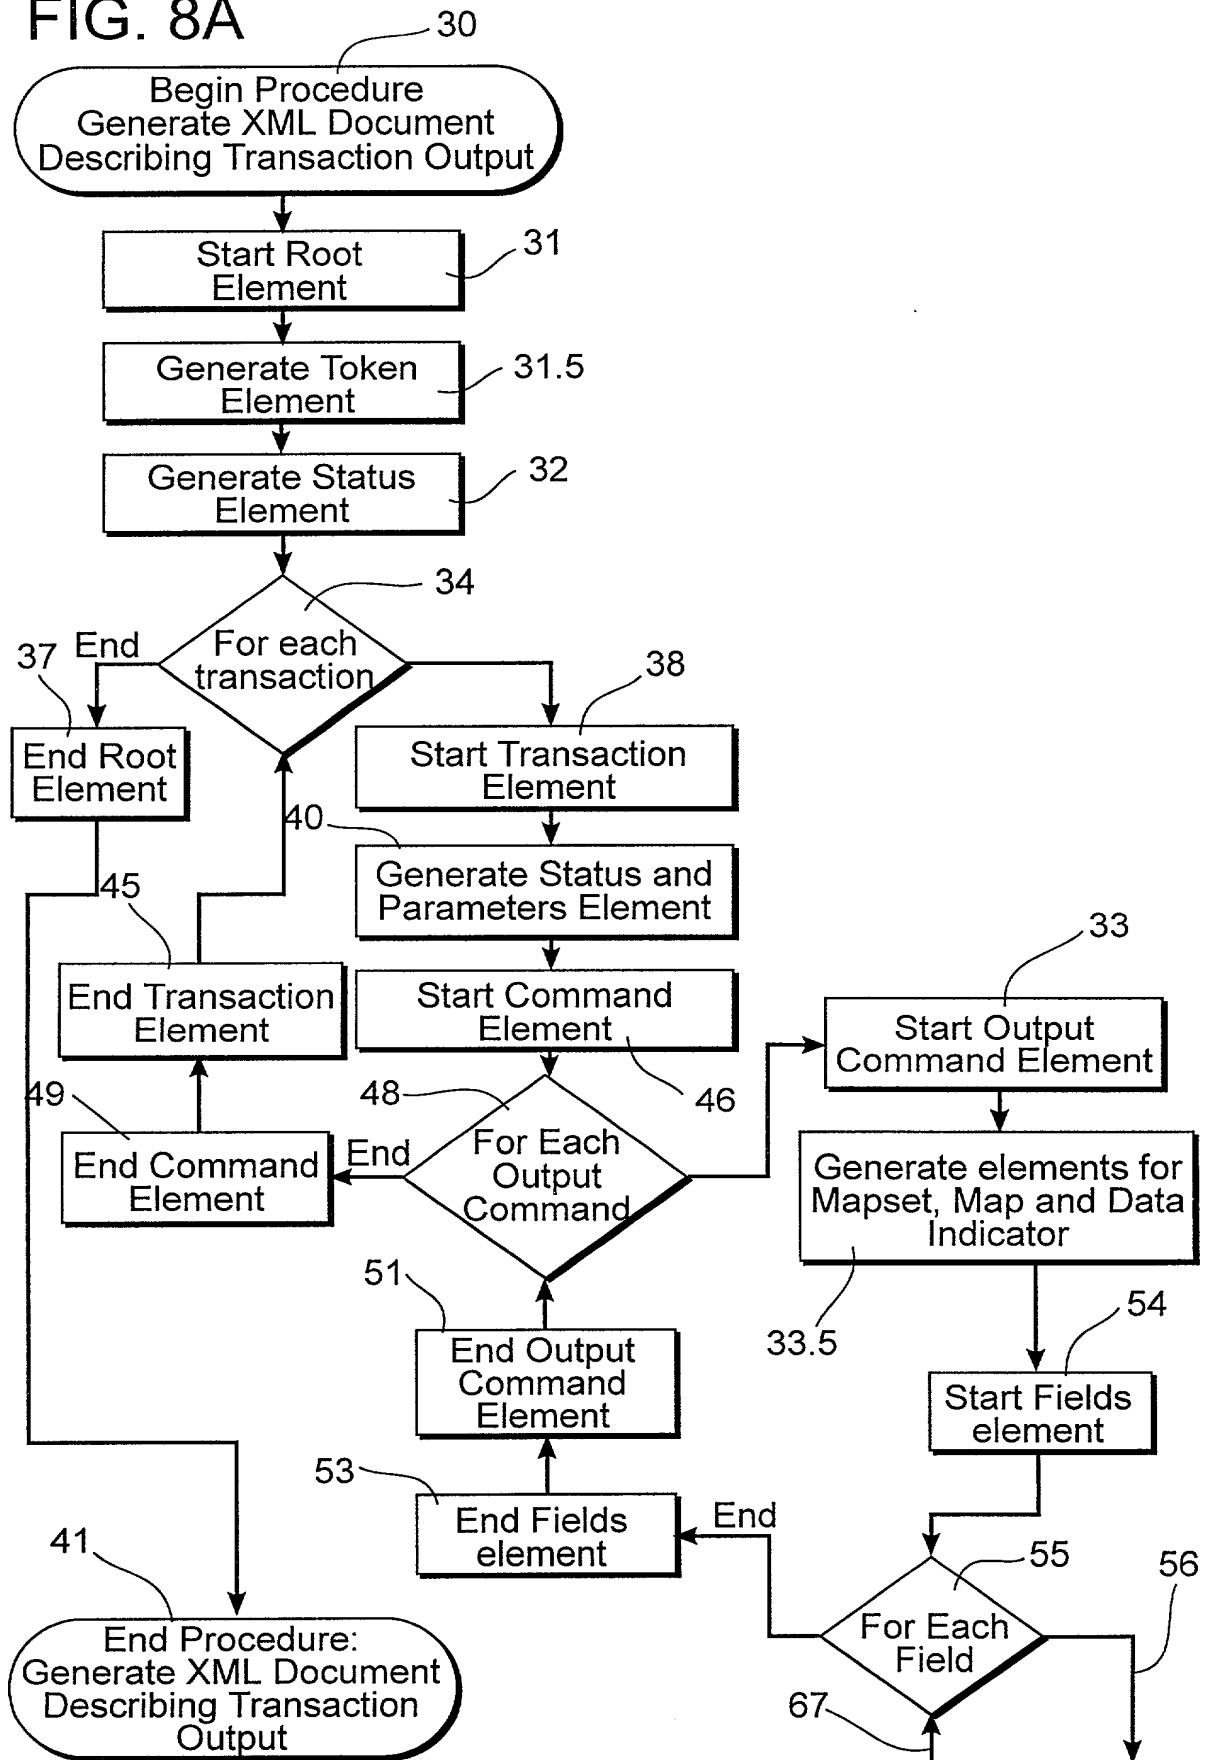 FIG. 8A
30
Begin Procedure
Generate XML Document
Describing Transaction Output
31
Start Root
Element
31.5
Generate Token
Element
32
Generate Status
Element
34
For each
transaction
End
37
End Root
Element
38
Start Transaction
Element
40
Generate Status and
Parameters Element
45
End Transaction
Element
Start Command
Element
46
33
Start Output
Command Element
49
End Command
Element
End
48
For Each
Output
Command
Generate elements for
Mapset, Map and Data
Indicator
33.5
51
End Output
Command
Element
54
Start Fields
element
53
End Fields
element
End
55
For Each
Field
56
67
41
End Procedure:
Generate XML Document
Describing Transaction
Output